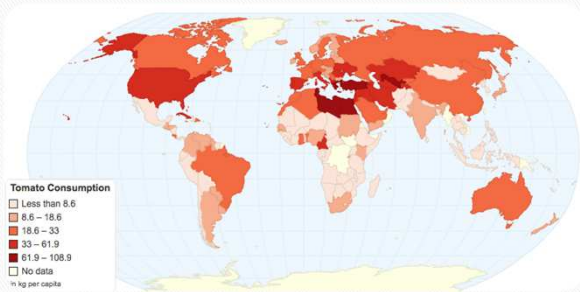 Tomato Consumption
Less than 8.6
8.6 – 18.6
18.6 – 33
33 – 61.9
61.9 – 108.9
No data
in kg per capita